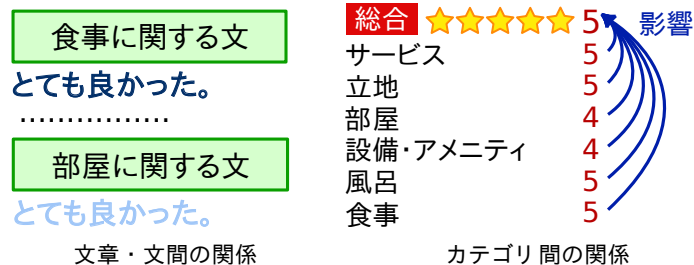 食事に関する文
とても良かった。
………………
部屋に関する文
とても良かった。
文章・文間の関係
総合 ★★★★★ 5 影響
サービス 5
立地 5
部屋 4
設備・アメニティ 4
風呂 5
食事 5
カテゴリ間の関係